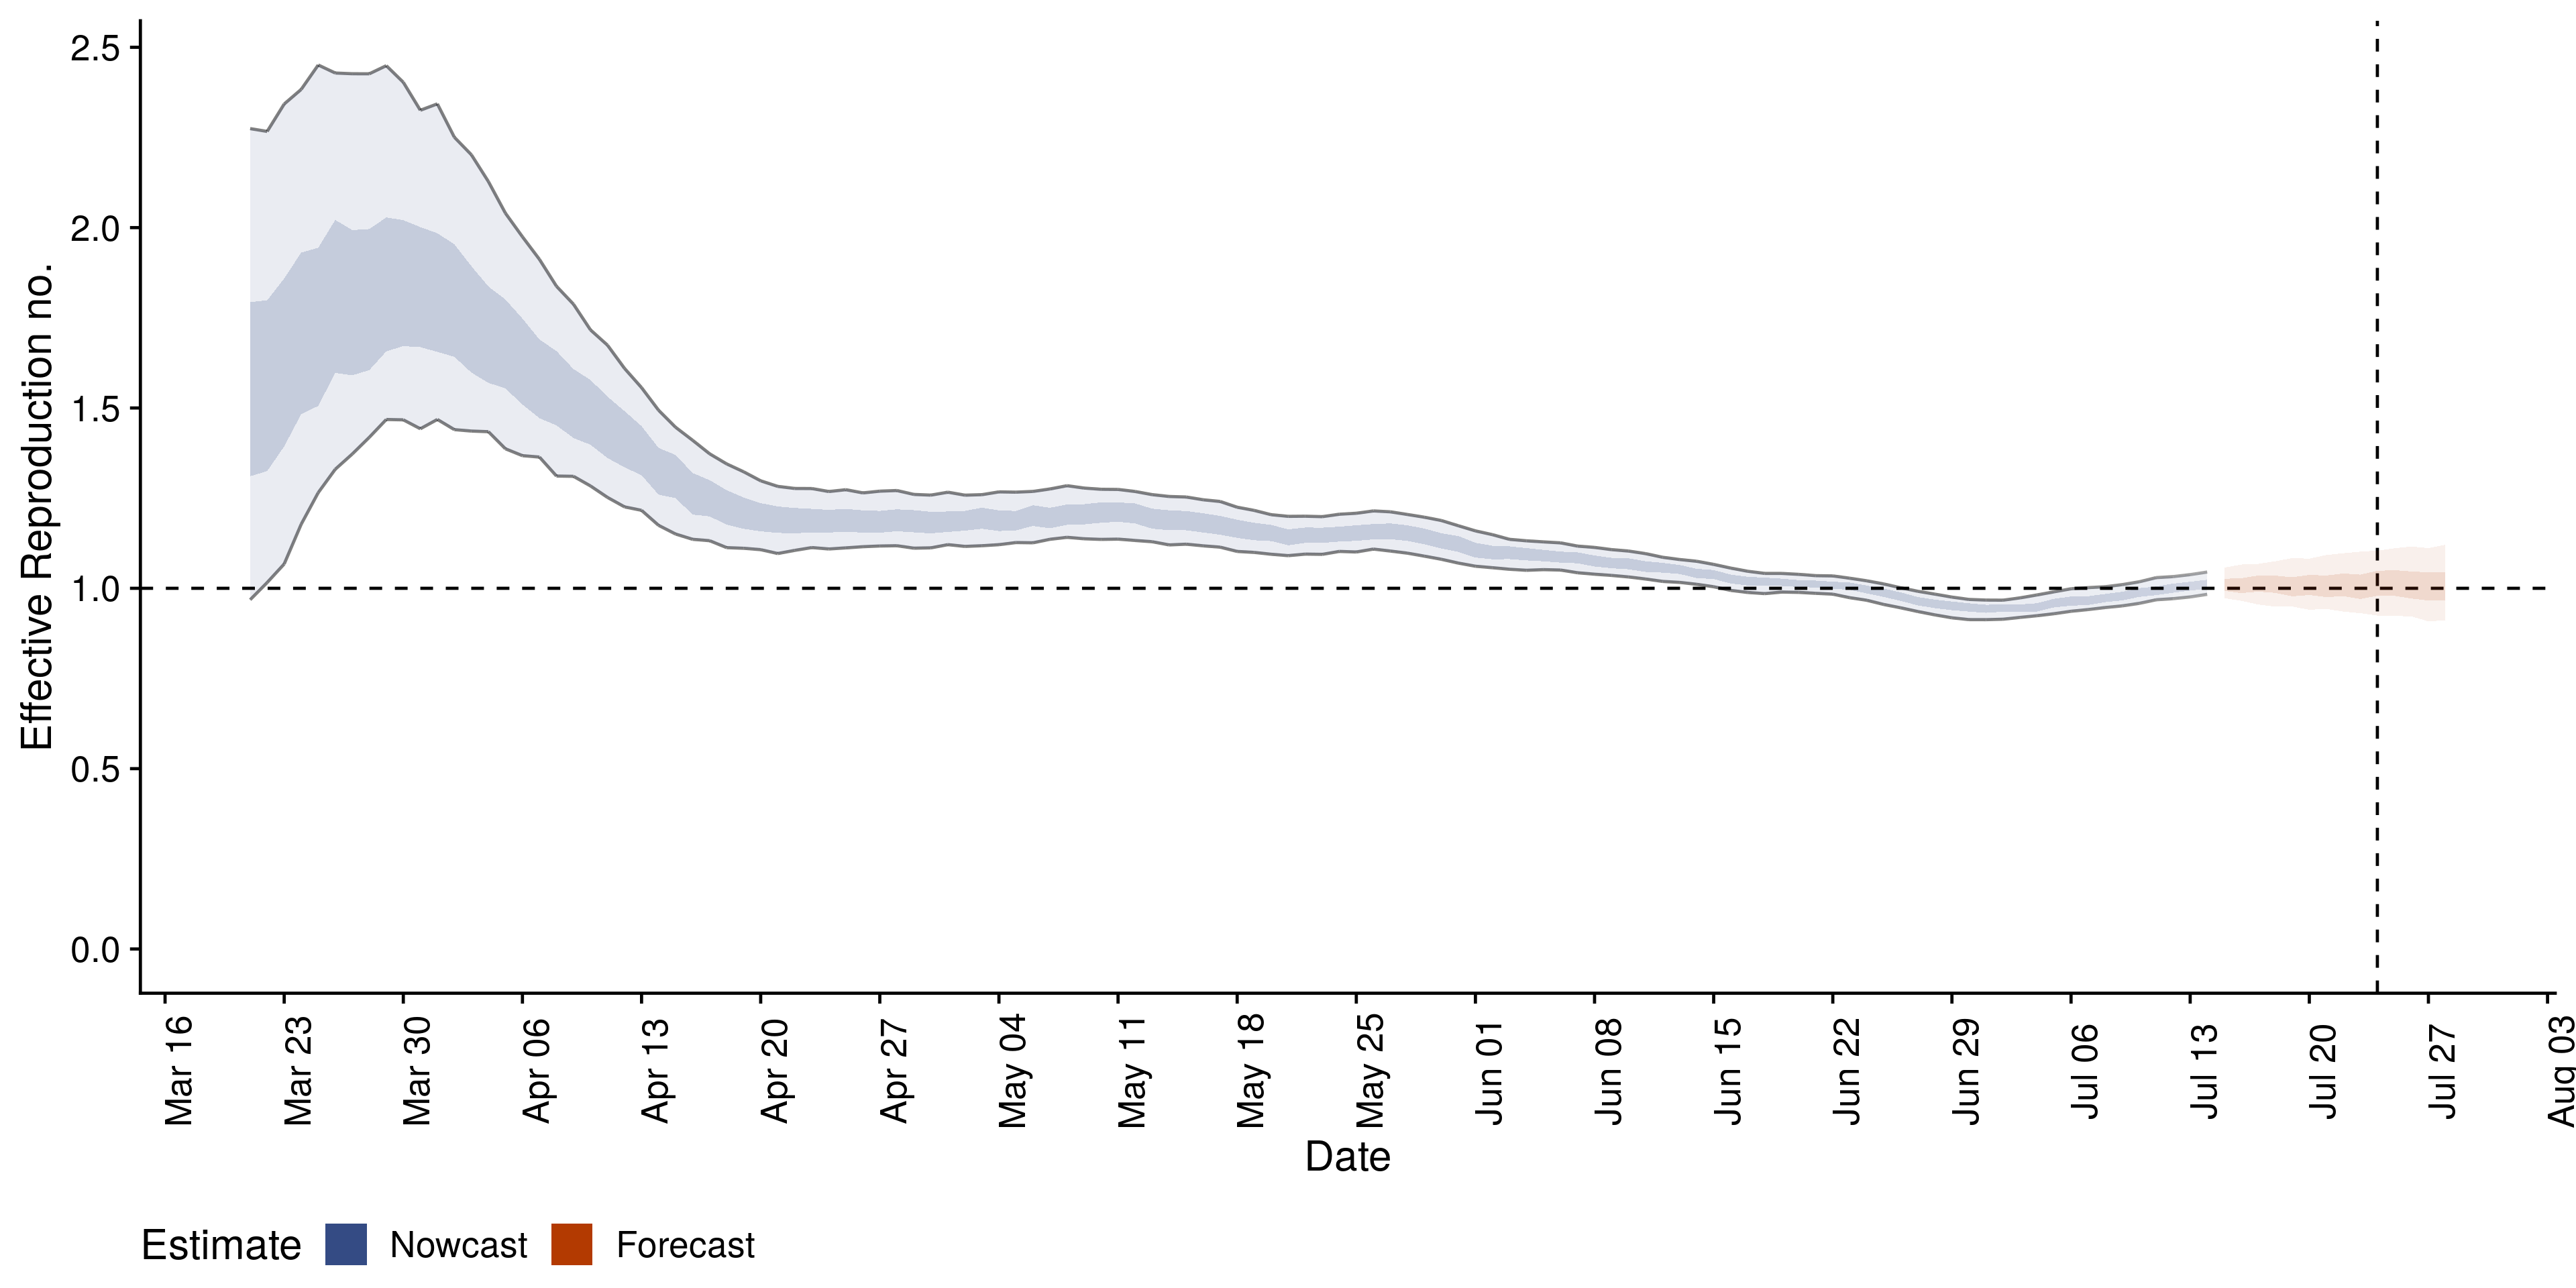 Effective Reproduction no.
2.5
2.0
1.5
1.0
0.5
0.0
Mar 16
Mar 23
Mar 30
Apr 06
Apr 13
Apr 20
Apr 27
May 04
May 11
May 18
May 25
Jun 01
Jun 08
Jun 15
Jun 22
Jun 29
Jul 06
Jul 13
Jul 20
Jul 27
Aug 03
Date
Estimate Nowcast Forecast